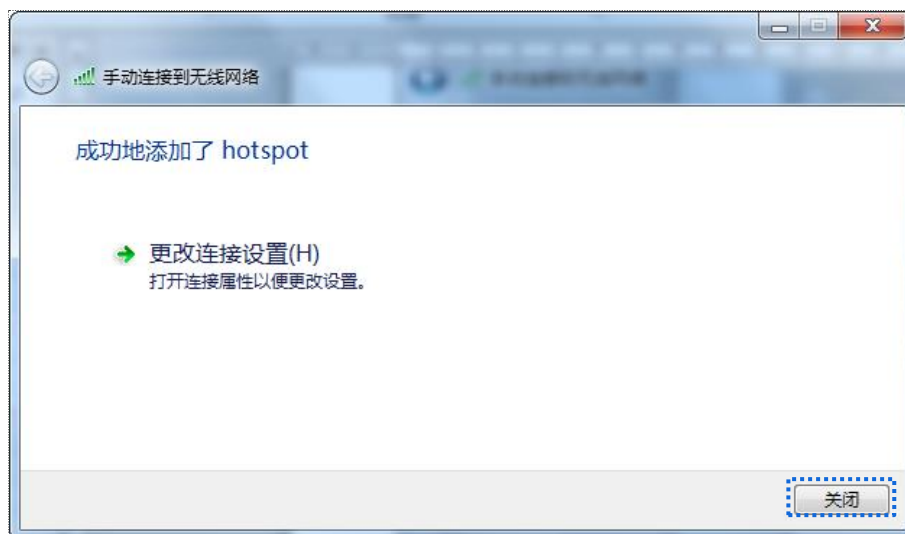 手动连接到无线网络
成功地添加了 hotspot
更改连接设置(H)
打开连接属性以便更改设置。
关闭